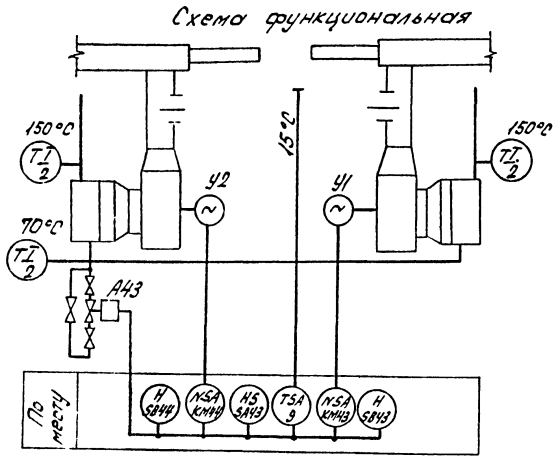 Схема функциональная
150°C
TI
2
15°C
150°C
TI
2
У2
У1
~
~
70°C
TI
2
А43
По месту
H
SB44
NSA
KM44
HS
SA43
TSA
9
NSA
KM43
H
SB43